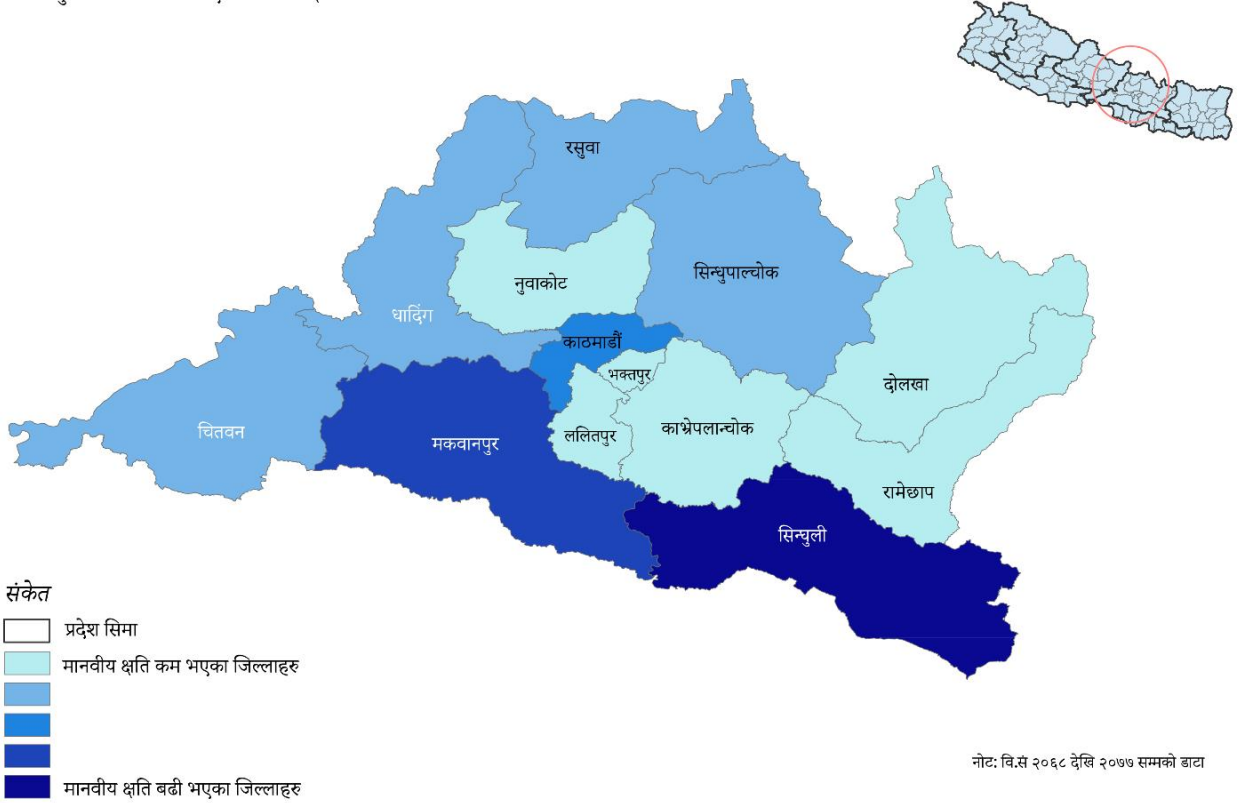 रसुवा
नुवाकोट
सिन्धुपाल्चोक
धादिंग
काठमाडौं
भक्तपुर
दोलखा
चितवन
मकवानपुर
ललितपुर
काभ्रेपलान्चोक
रामेछाप
सिन्धुली
संकेत
प्रदेश सिमा
मानवीय क्षति कम भएका जिल्लाहरु
मानवीय क्षति बढी भएका जिल्लाहरु
नोट: वि.सं २०६८ देखि २०७७ सम्मको डाटा